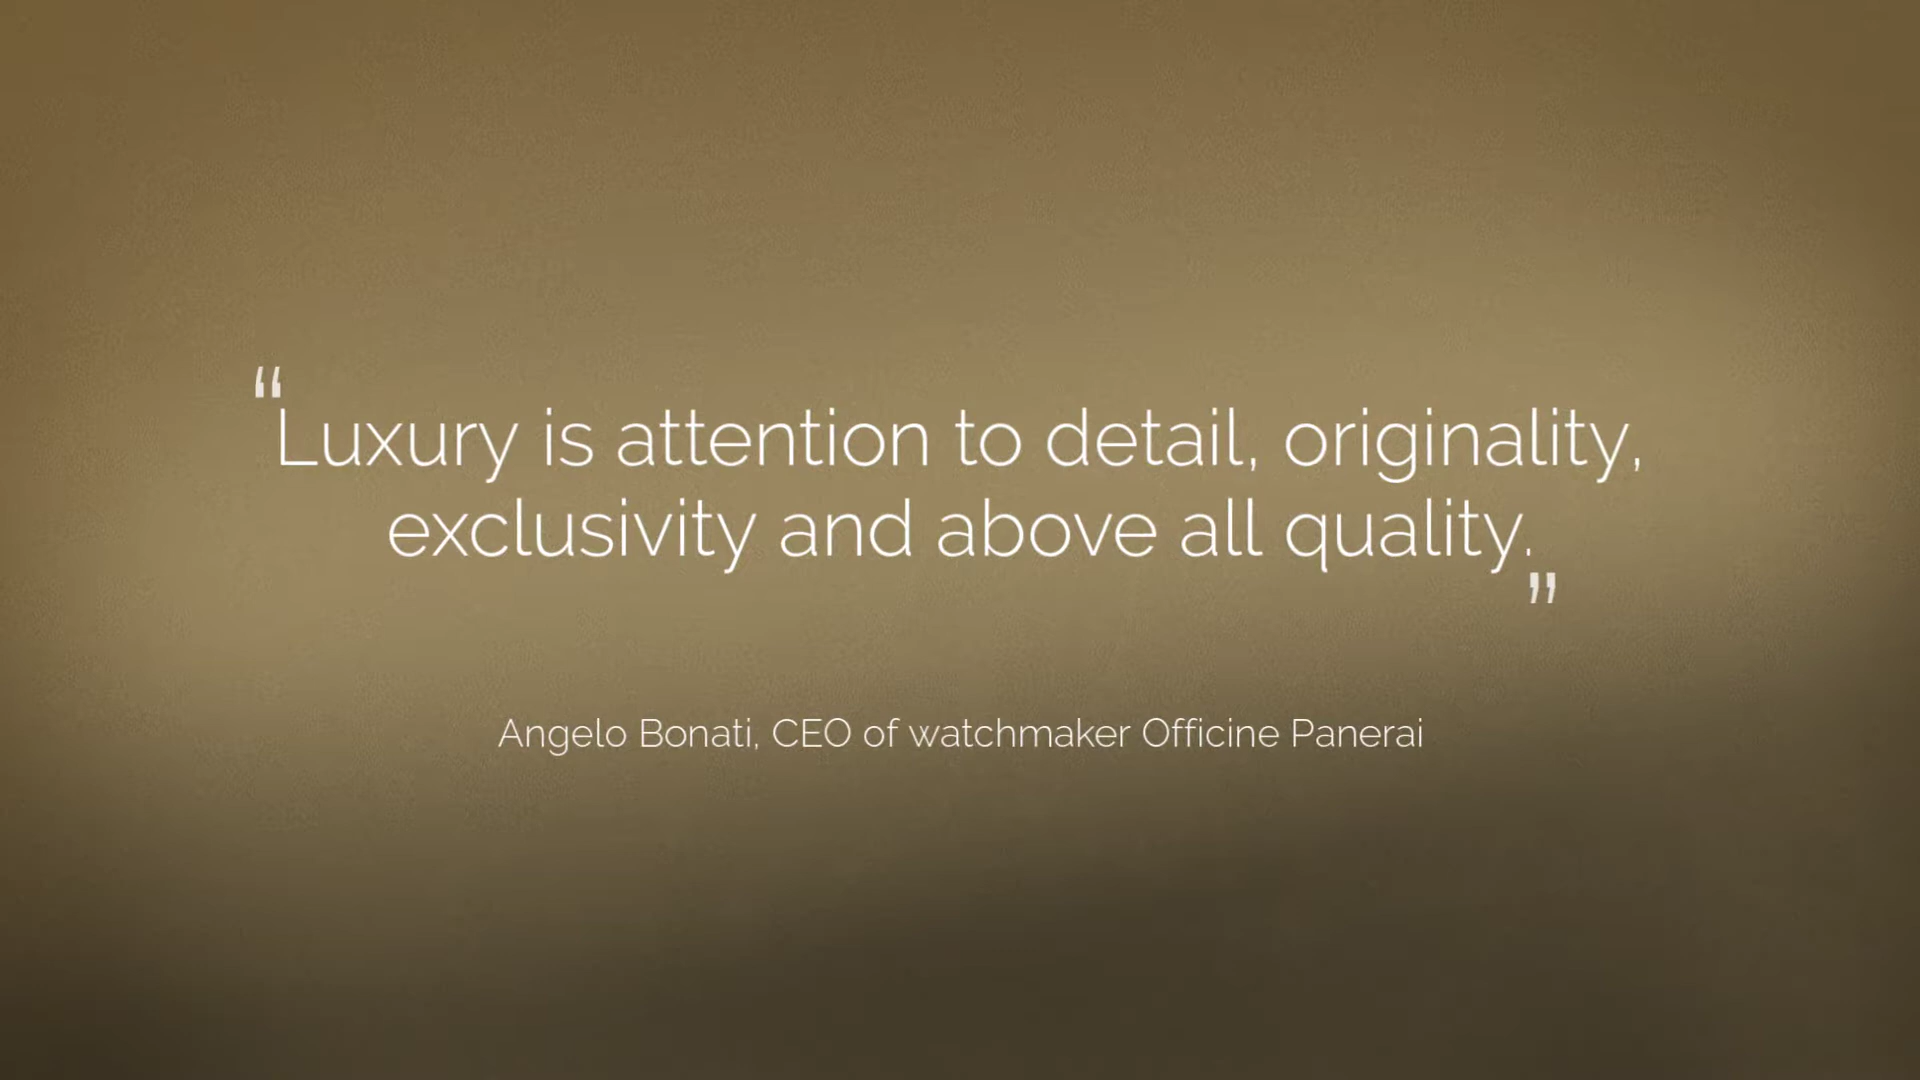 “Luxury is attention to detail, originality,
exclusivity and above all quality.”
Angelo Bonati, CEO of watchmaker Officine Panerai